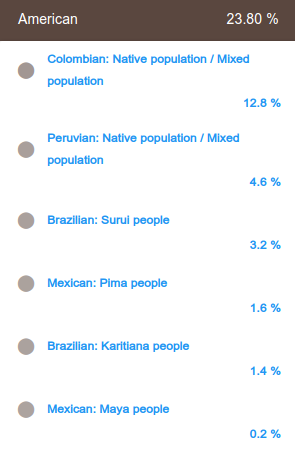 American 23.80 %
Colombian: Native population / Mixed
population
12.8 %
Peruvian: Native population / Mixed
population
4.6 %
Brazilian: Surui people
3.2 %
Mexican: Pima people
1.6 %
Brazilian: Karitiana people
1.4 %
Mexican: Maya people
0.2 %